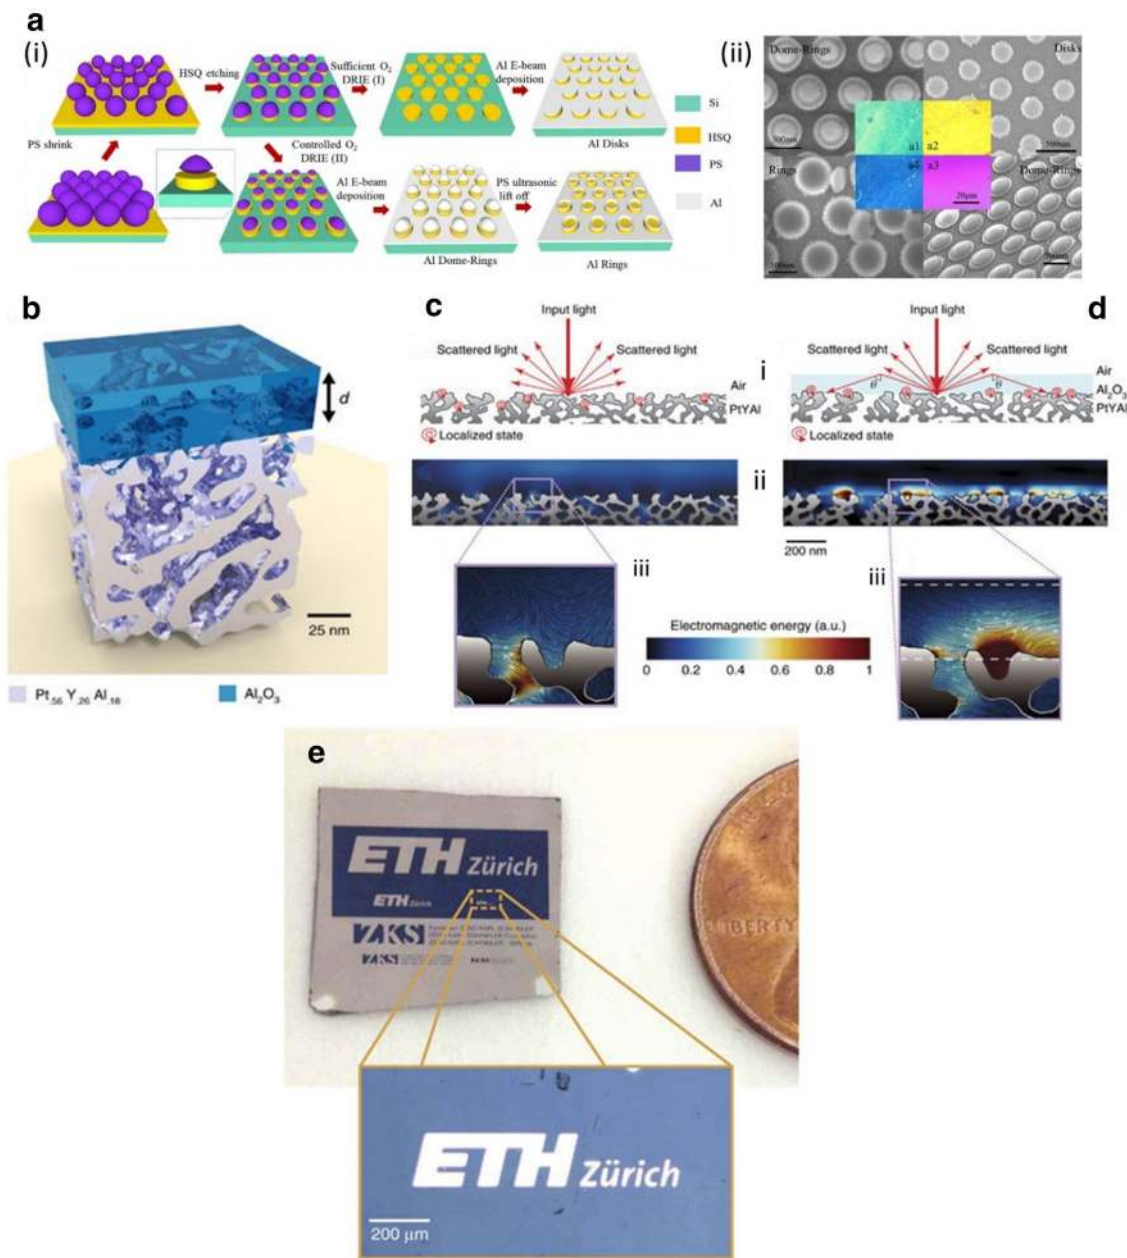 a
(i)
HSQ etching
Sufficient O2
DRIE (I)
Al E-beam
deposition
PS shrink
Controlled O2
DRIE (II)
Al Disks
Al E-beam
deposition
PS ultrasonic
lift off
Al Dome-Rings
Al Rings
Si
HSQ
PS
Al
(ii)
Dome-Rings
Disks
500nm
a1
a2
500nm
Rings
a4
a3
Dome-Rings
20μm
b
d
25 nm
Pt.56 Y.26 Al.18
Al2O3
c
Input light
Scattered light
Scattered light
Air
PtYAl
Localized state
i
d
Input light
Scattered light
Scattered light
Air
θ
θ
Al2O3
PtYAl
Localized state
ii
200 nm
iii
iii
Electromagnetic energy (a.u.)
0 0.2 0.4 0.6 0.8 1
e
ETH Zürich
ETH Zürich
ZKS
ZKS
LIBERTY
ETH Zürich
200 μm